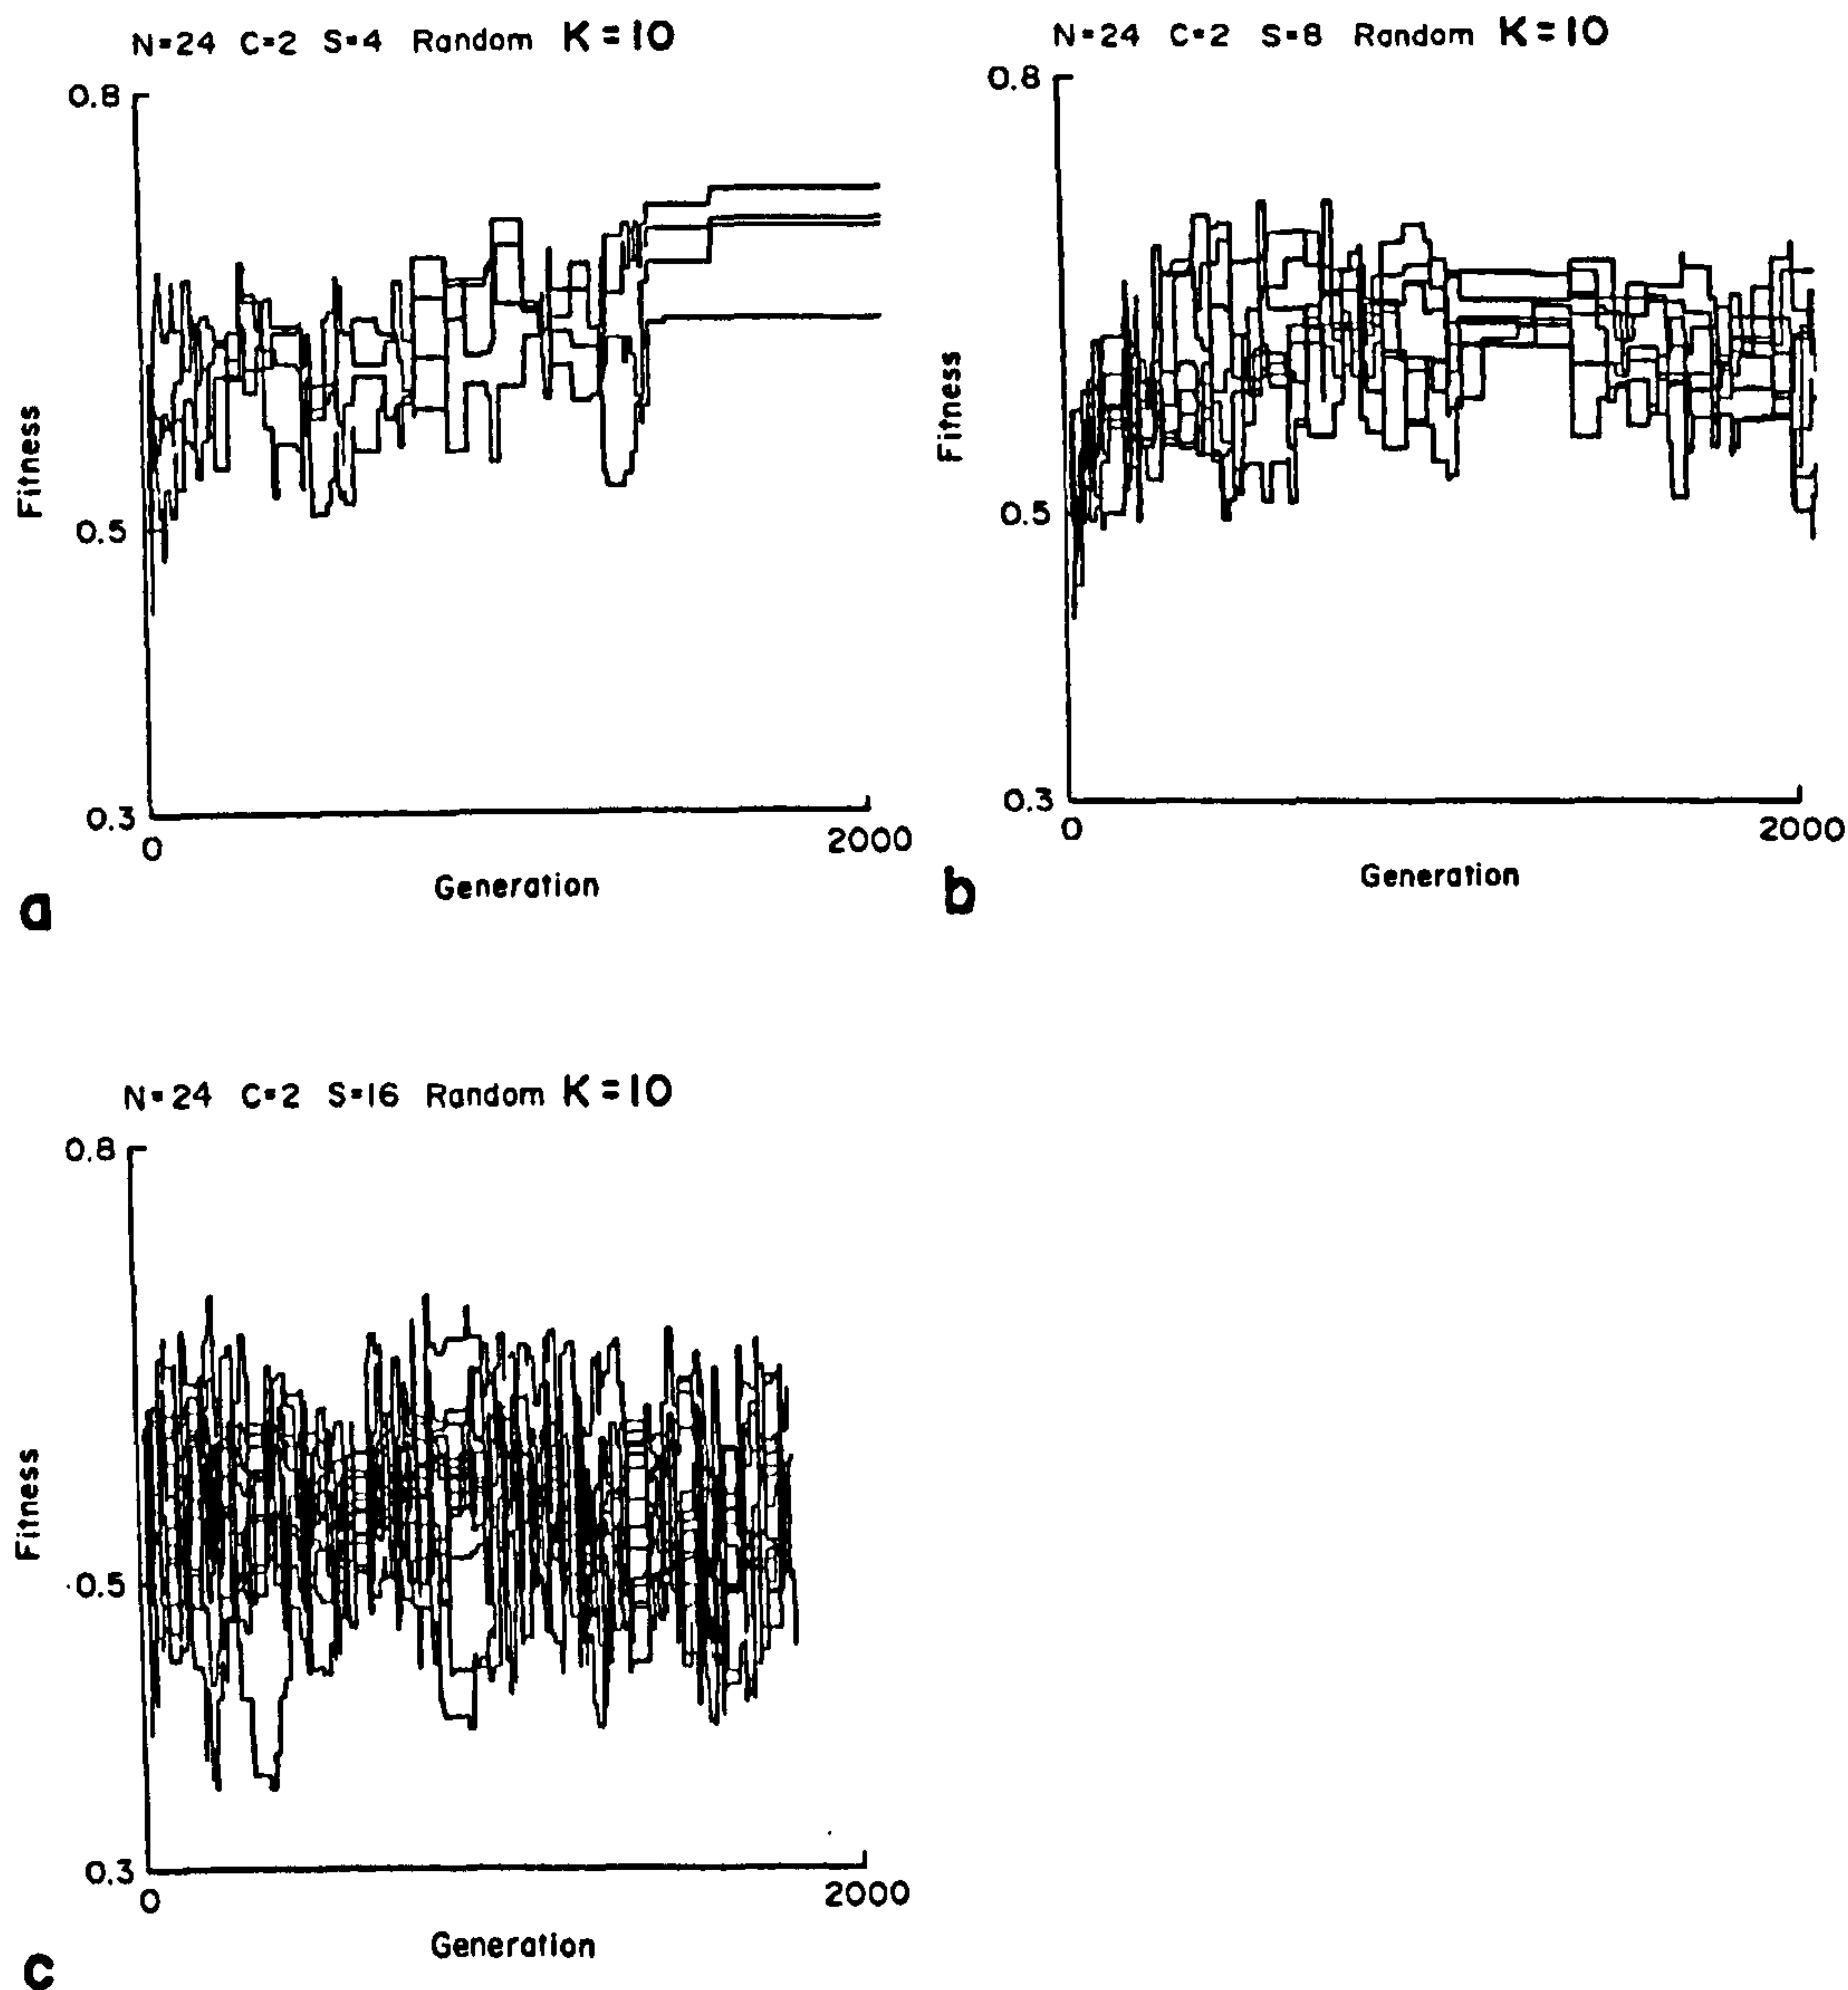 N=24 C=2 S=4 Random K=10
0.8
Fitness
0.5
0.3
0
2000
Generation
a
N=24 C=2 S=8 Random K=10
0.8
Fitness
0.5
0.3
0
2000
Generation
b
N=24 C=2 S=16 Random K=10
0.8
Fitness
0.5
0.3
0
2000
Generation
c